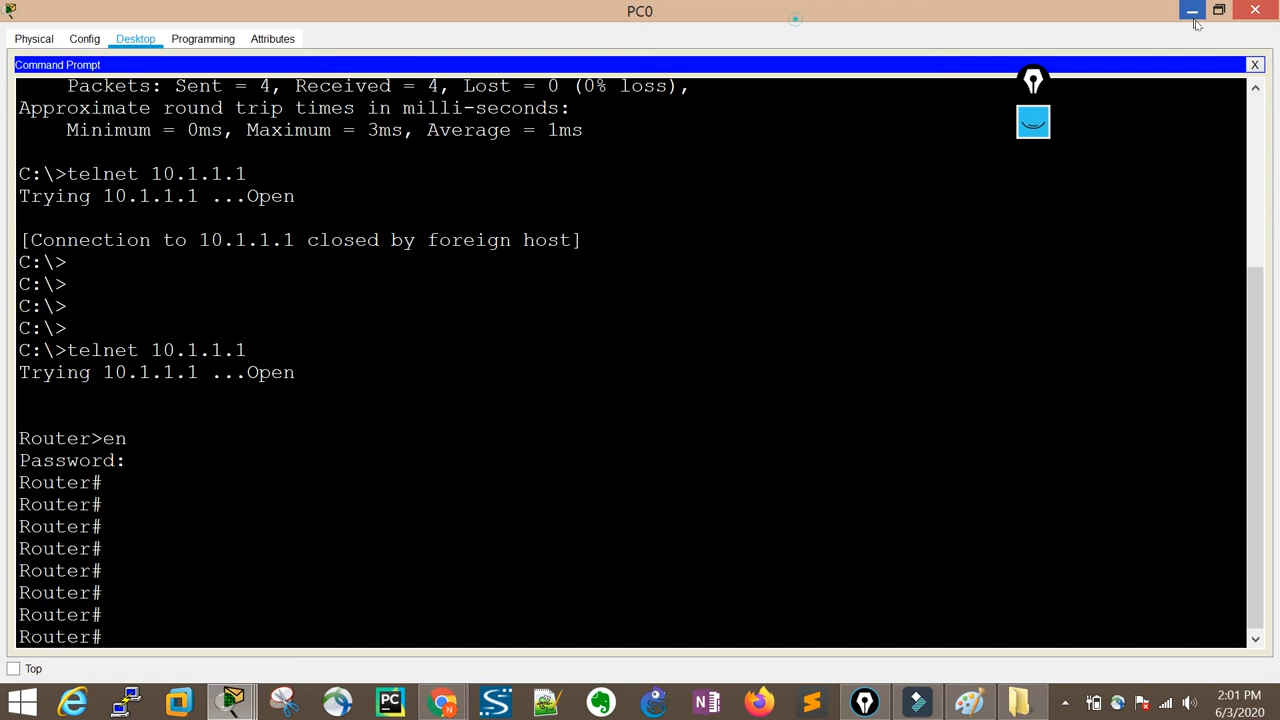 PC0
Physical Config Desktop Programming Attributes
Command Prompt X
Packets: Sent = 4, Received = 4, Lost = 0 (0% loss),
Approximate round trip times in milli-seconds:
Minimum = 0ms, Maximum = 3ms, Average = 1ms
C:\>telnet 10.1.1.1
Trying 10.1.1.1 ...Open
[Connection to 10.1.1.1 closed by foreign host]
C:\>
C:\>
C:\>
C:\>
C:\>telnet 10.1.1.1
Trying 10.1.1.1 ...Open
Router>en
Password:
Router#
Router#
Router#
Router#
Router#
Router#
Router#
Router#
Top
2:01 PM
6/3/2020